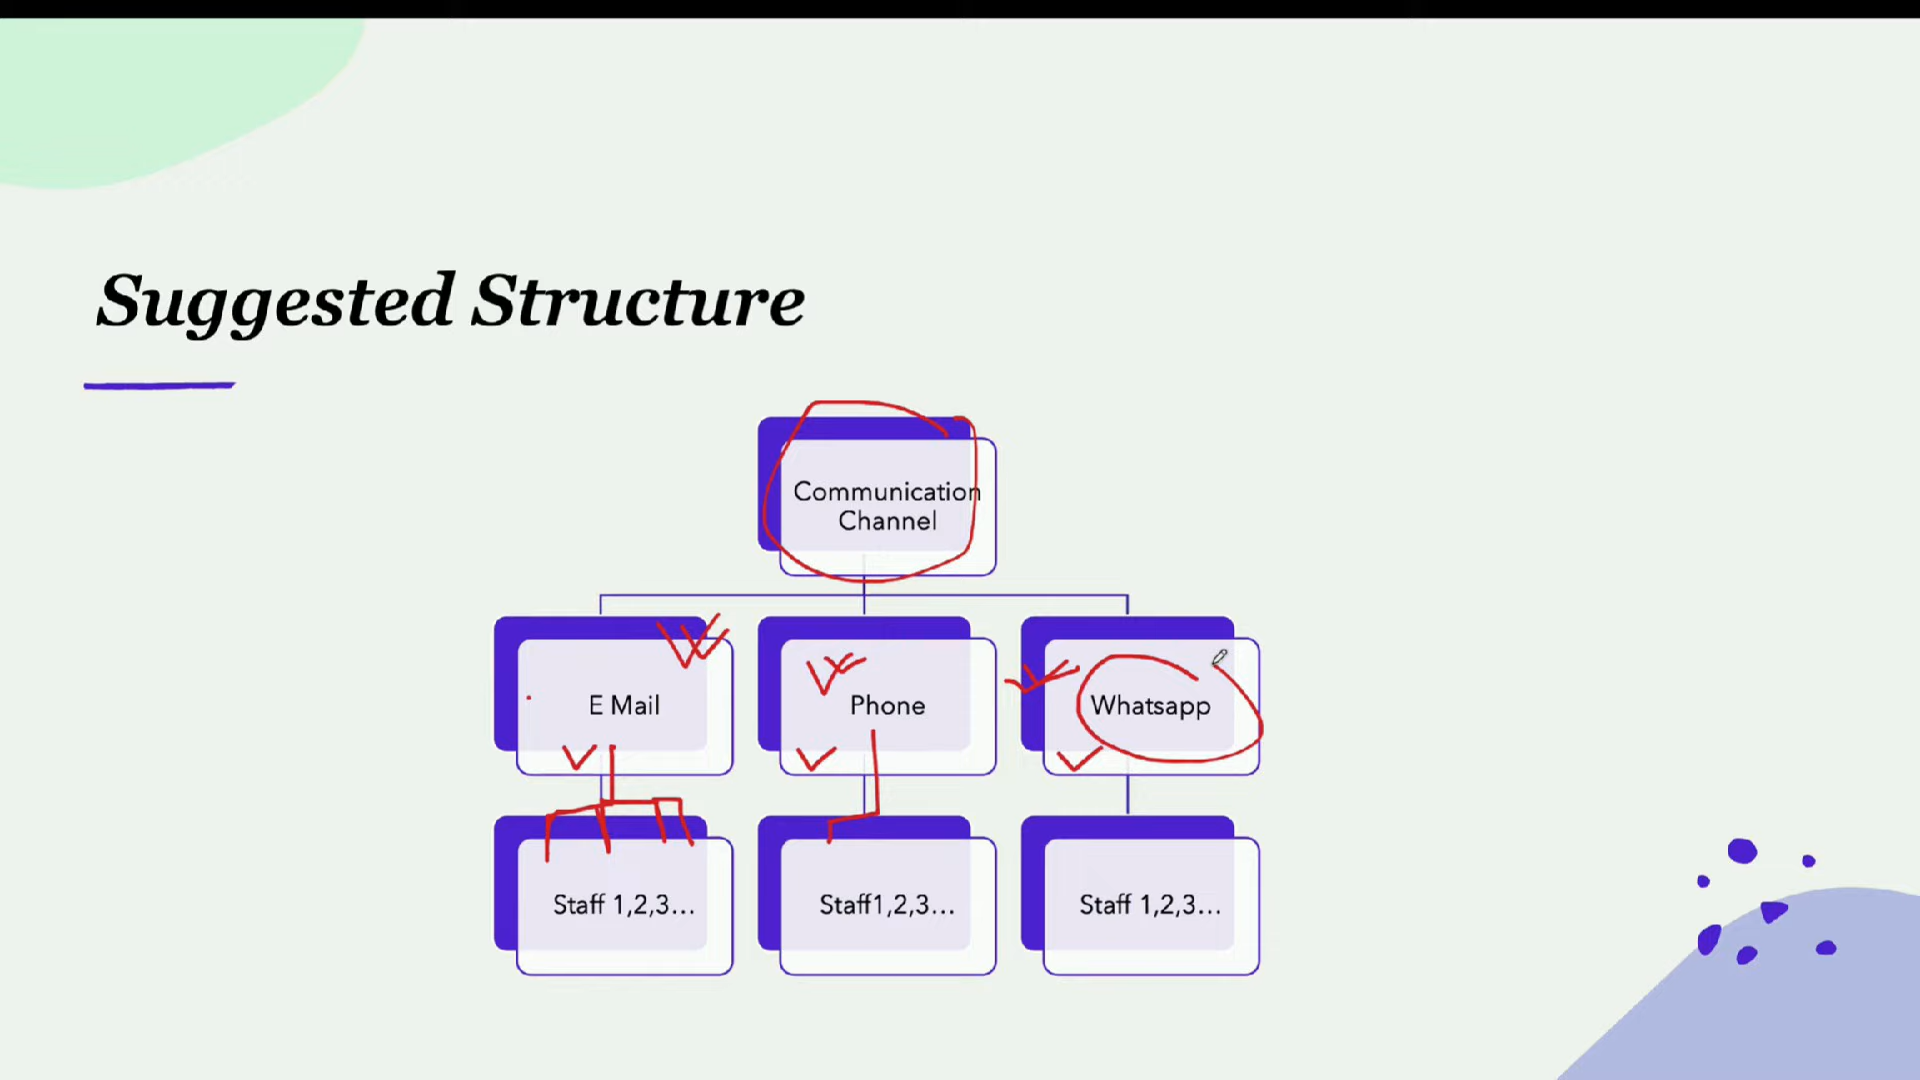 Suggested Structure
Communication
Channel
E Mail
Phone
Whatsapp
Staff 1,2,3...
Staff1,2,3...
Staff 1,2,3...